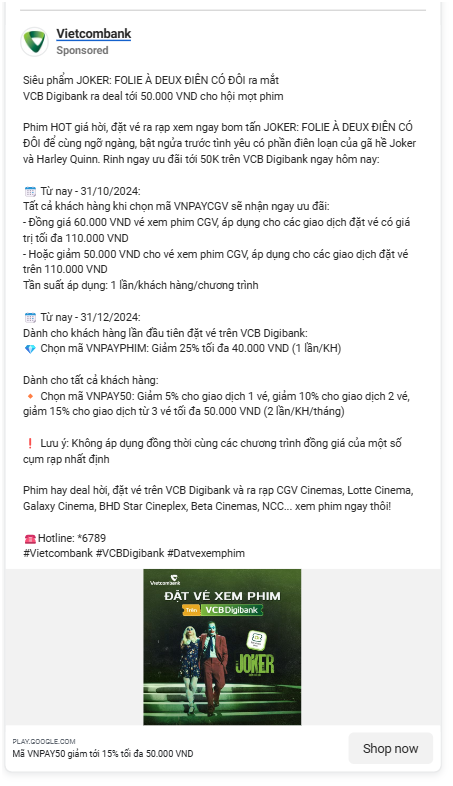 Vietcombank
Sponsored
Siêu phẩm JOKER: FOLIE À DEUX ĐIÊN CÓ ĐÔI ra mắt
VCB Digibank ra deal tới 50.000 VND cho hội mọt phim
Phim HOT giá hời, đặt vé ra rạp xem ngay bom tấn JOKER: FOLIE À DEUX ĐIÊN CÓ
ĐÔI để cùng ngỡ ngàng, bật ngửa trước tình yêu có phần điên loạn của gã hề Joker
và Harley Quinn. Rinh ngay ưu đãi tới 50K trên VCB Digibank ngay hôm nay:
Từ nay - 31/10/2024:
Tất cả khách hàng khi chọn mã VNPAYCGV sẽ nhận ngay ưu đãi:
- Đồng giá 60.000 VND vé xem phim CGV, áp dụng cho các giao dịch đặt vé có giá
trị tối đa 110.000 VND
- Hoặc giảm 50.000 VND cho vé xem phim CGV, áp dụng các giao dịch đặt vé
trên 110.000 VND
Tần suất áp dụng: 1 lần/khách hàng/chương trình
Từ nay - 31/12/2024:
Dành cho khách hàng lần đầu tiên đặt vé trên VCB Digibank:
Chọn mã VNPAYPHIM: Giảm 25% tối đa 40.000 VND (1 lần/KH)
Dành cho tất cả khách hàng:
Chọn mã VNPAY50: Giảm 5% cho giao dịch 1 vé, giảm 10% cho giao dịch 2 vé,
giảm 15% cho giao dịch từ 3 vé tối đa 50.000 VND (2 lần/KH/tháng)
Lưu ý: Không áp dụng đồng thời cùng các chương trình đồng giá của một số
cụm rạp nhất định
Phim hay deal hời, đặt vé trên VCB Digibank và ra rạp CGV Cinemas, Lotte Cinema,
Galaxy Cinema, BHD Star Cineplex, Beta Cinemas, NCC... xem phim ngay thôi!
Hotline: *6789
#Vietcombank #VCBDigibank #Datvexemphim
Vietcombank
ĐẶT VÉ XEM PHIM
Trên VCBDigibank
JOKER
PLAY.GOOGLE.COM
Mã VNPAY50 giảm tới 15% tối đa 50.000 VND
Shop now